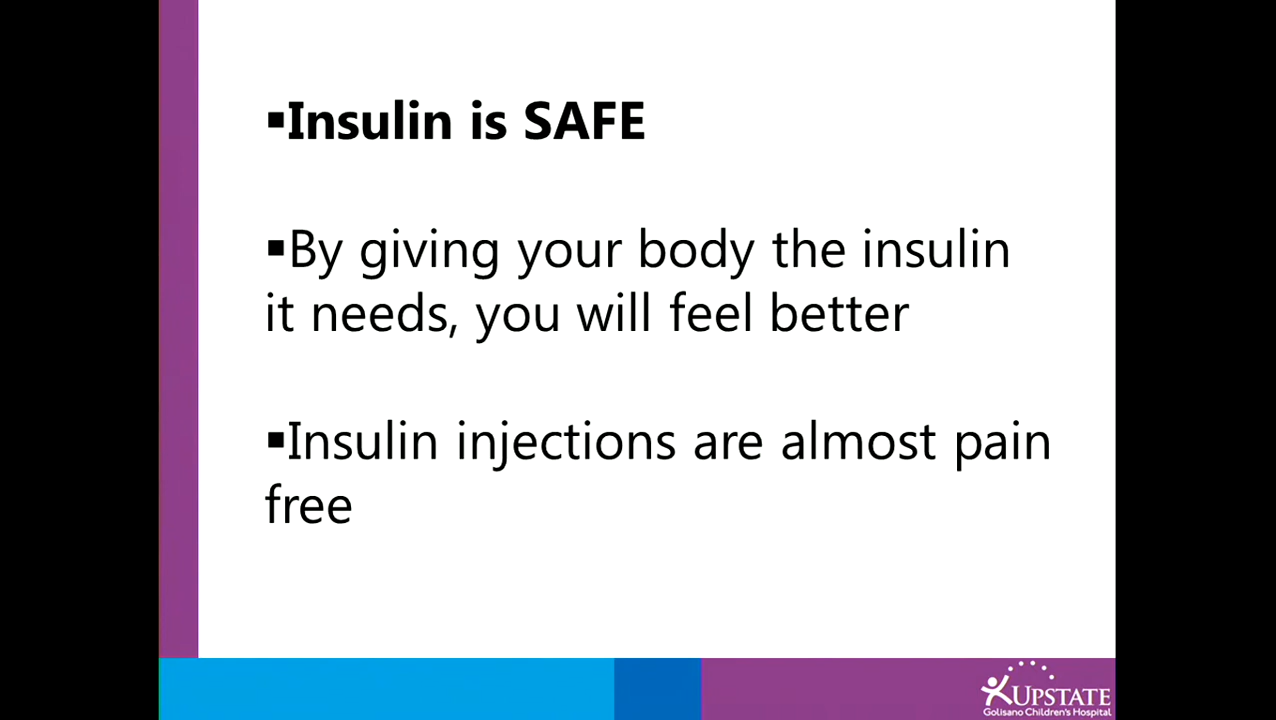 ▪Insulin is SAFE
▪By giving your body the insulin
it needs, you will feel better
▪Insulin injections are almost pain
free
UPSTATE
Golisano Children's Hospital